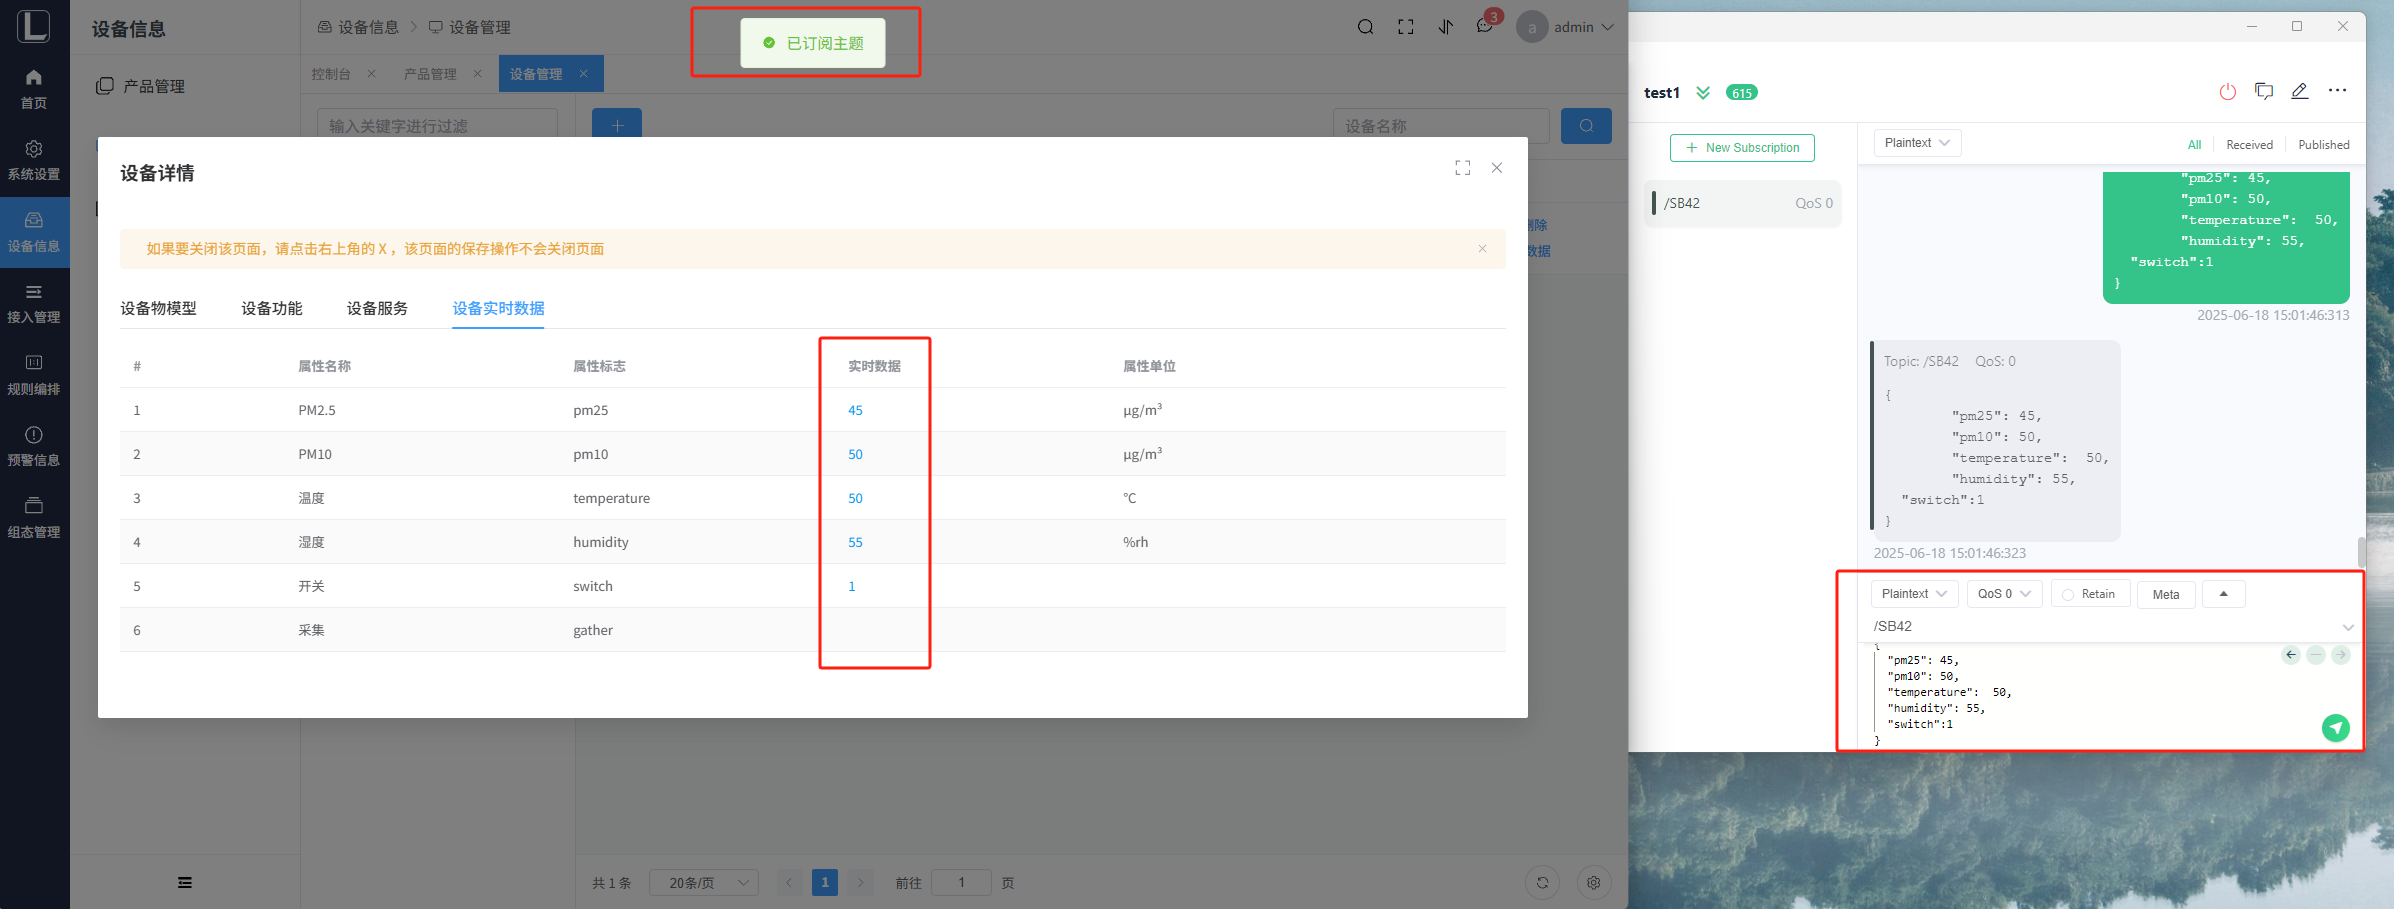 设备信息
设备信息
设备管理
已订阅主题
3
a
admin
首页
产品管理
控制台
产品管理
设备管理
输入关键字进行过滤
设备名称
系统设置
设备信息
接入管理
规则编排
预警信息
组态管理
删除
数据
设备详情
如果要关闭该页面，请点击右上角的 X ，该页面的保存操作不会关闭页面
设备物模型
设备功能
设备服务
设备实时数据
# 属性名称 属性标志 实时数据 属性单位
1 PM2.5 pm25 45 μg/m³
2 PM10 pm10 50 μg/m³
3 温度 temperature 50 ℃
4 湿度 humidity 55 %rh
5 开关 switch 1
6 采集 gather
共 1 条
20条/页
1
前往 1 页
test1
615
+ New Subscription
/SB42 QoS 0
Plaintext
All
Received
Published
"pm25": 45,
"pm10": 50,
"temperature":  50,
"humidity": 55,
"switch":1
}
2025-06-18 15:01:46:313
Topic: /SB42 QoS: 0
{
"pm25": 45,
"pm10": 50,
"temperature":  50,
"humidity": 55,
"switch":1
}
2025-06-18 15:01:46:323
Plaintext
QoS 0
Retain
Meta
/SB42
{
"pm25": 45,
"pm10": 50,
"temperature":  50,
"humidity": 55,
"switch":1
}